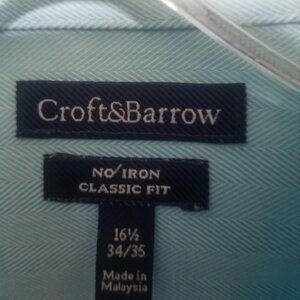 Croft&Barrow
NO/IRON
CLASSIC FIT
16½
34/35
Made in
Malaysia